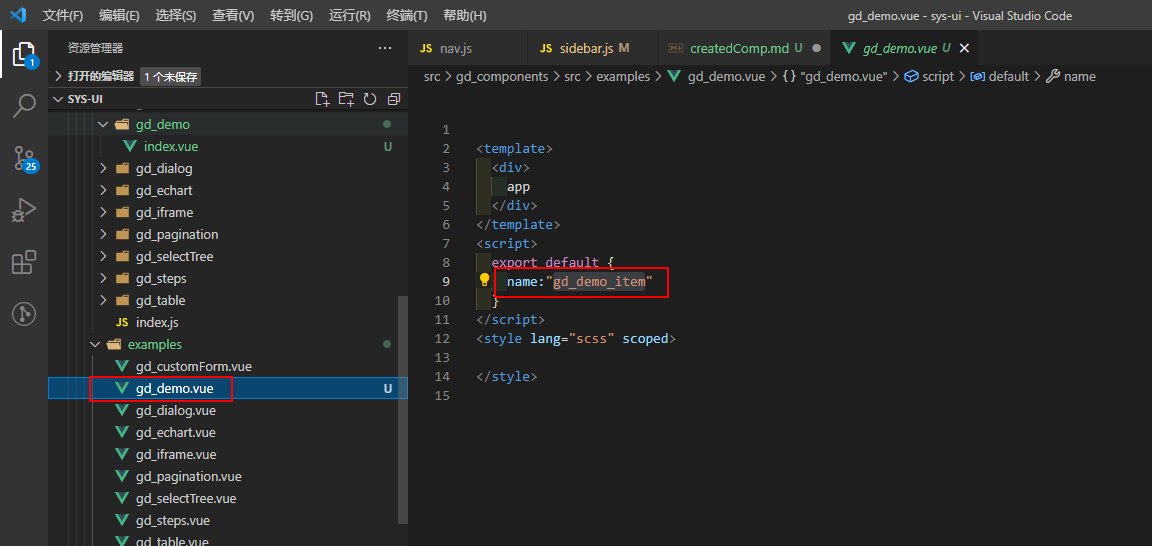 文件(F) 编辑(E) 选择(S) 查看(V) 转到(G) 运行(R) 终端(T) 帮助(H) gd_demo.vue - sys-ui - Visual Studio Code
资源管理器 ···
JS nav.js JS sidebar.js M createdComp.md U gd_demo.vue U
打开的编辑器 1 个未保存
src > gd_components > src > examples > gd_demo.vue > {} "gd_demo.vue" > script > default > name
SYS-UI
gd_demo
index.vue U
gd_dialog
gd_echart
gd_iframe
gd_pagination
gd_selectTree
gd_steps
gd_table
JS index.js
examples
gd_customForm.vue
gd_demo.vue U
gd_dialog.vue
gd_echart.vue
gd_iframe.vue
gd_pagination.vue
gd_selectTree.vue
gd_steps.vue
gd_table.vue
1
25
1
2 <template>
3 <div>
4 app
5 </div>
6 </template>
7 <script>
8 export default {
9 name:"gd_demo_item"
10 }
11 </script>
12 <style lang="scss" scoped>
13
14 </style>
15